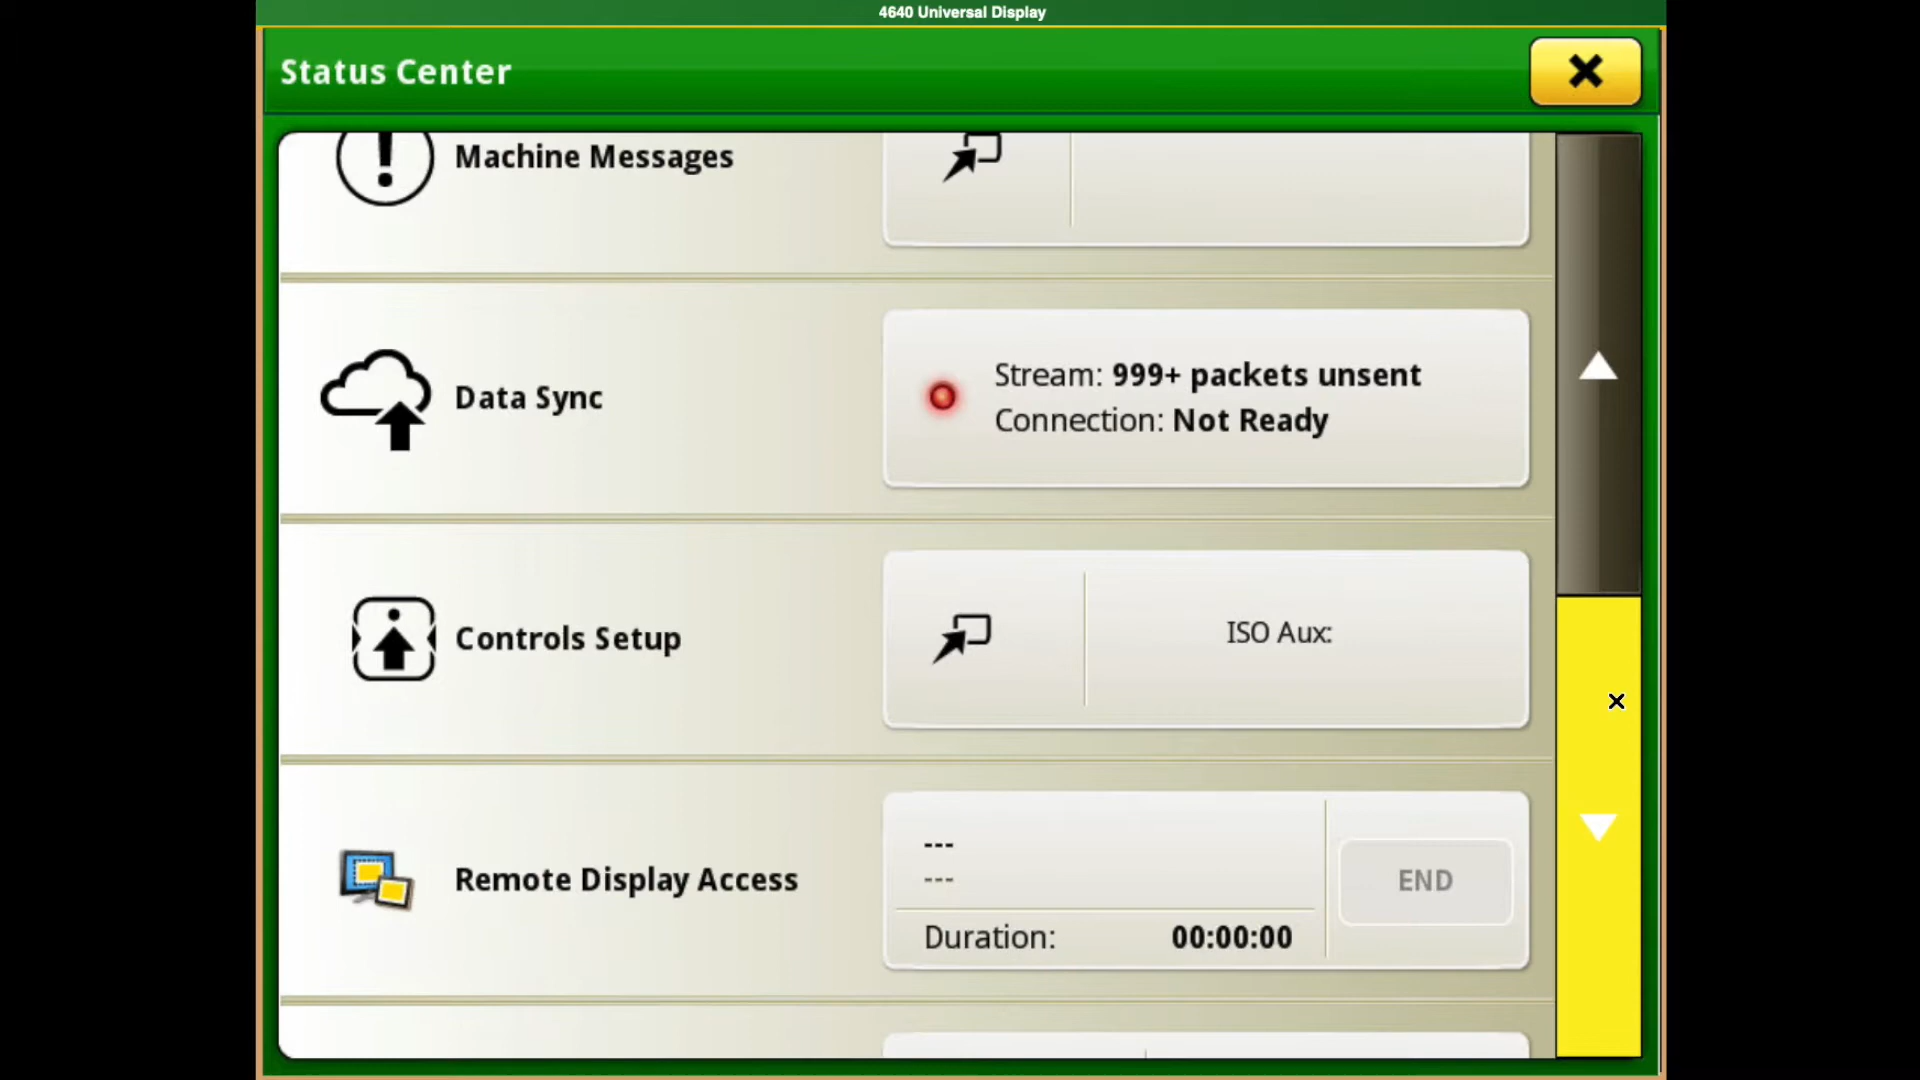 4640 Universal Display
Status Center
Machine Messages
Data Sync
Stream: 999+ packets unsent
Connection: Not Ready
Controls Setup
ISO Aux:
Remote Display Access
---
---
END
Duration: 00:00:00